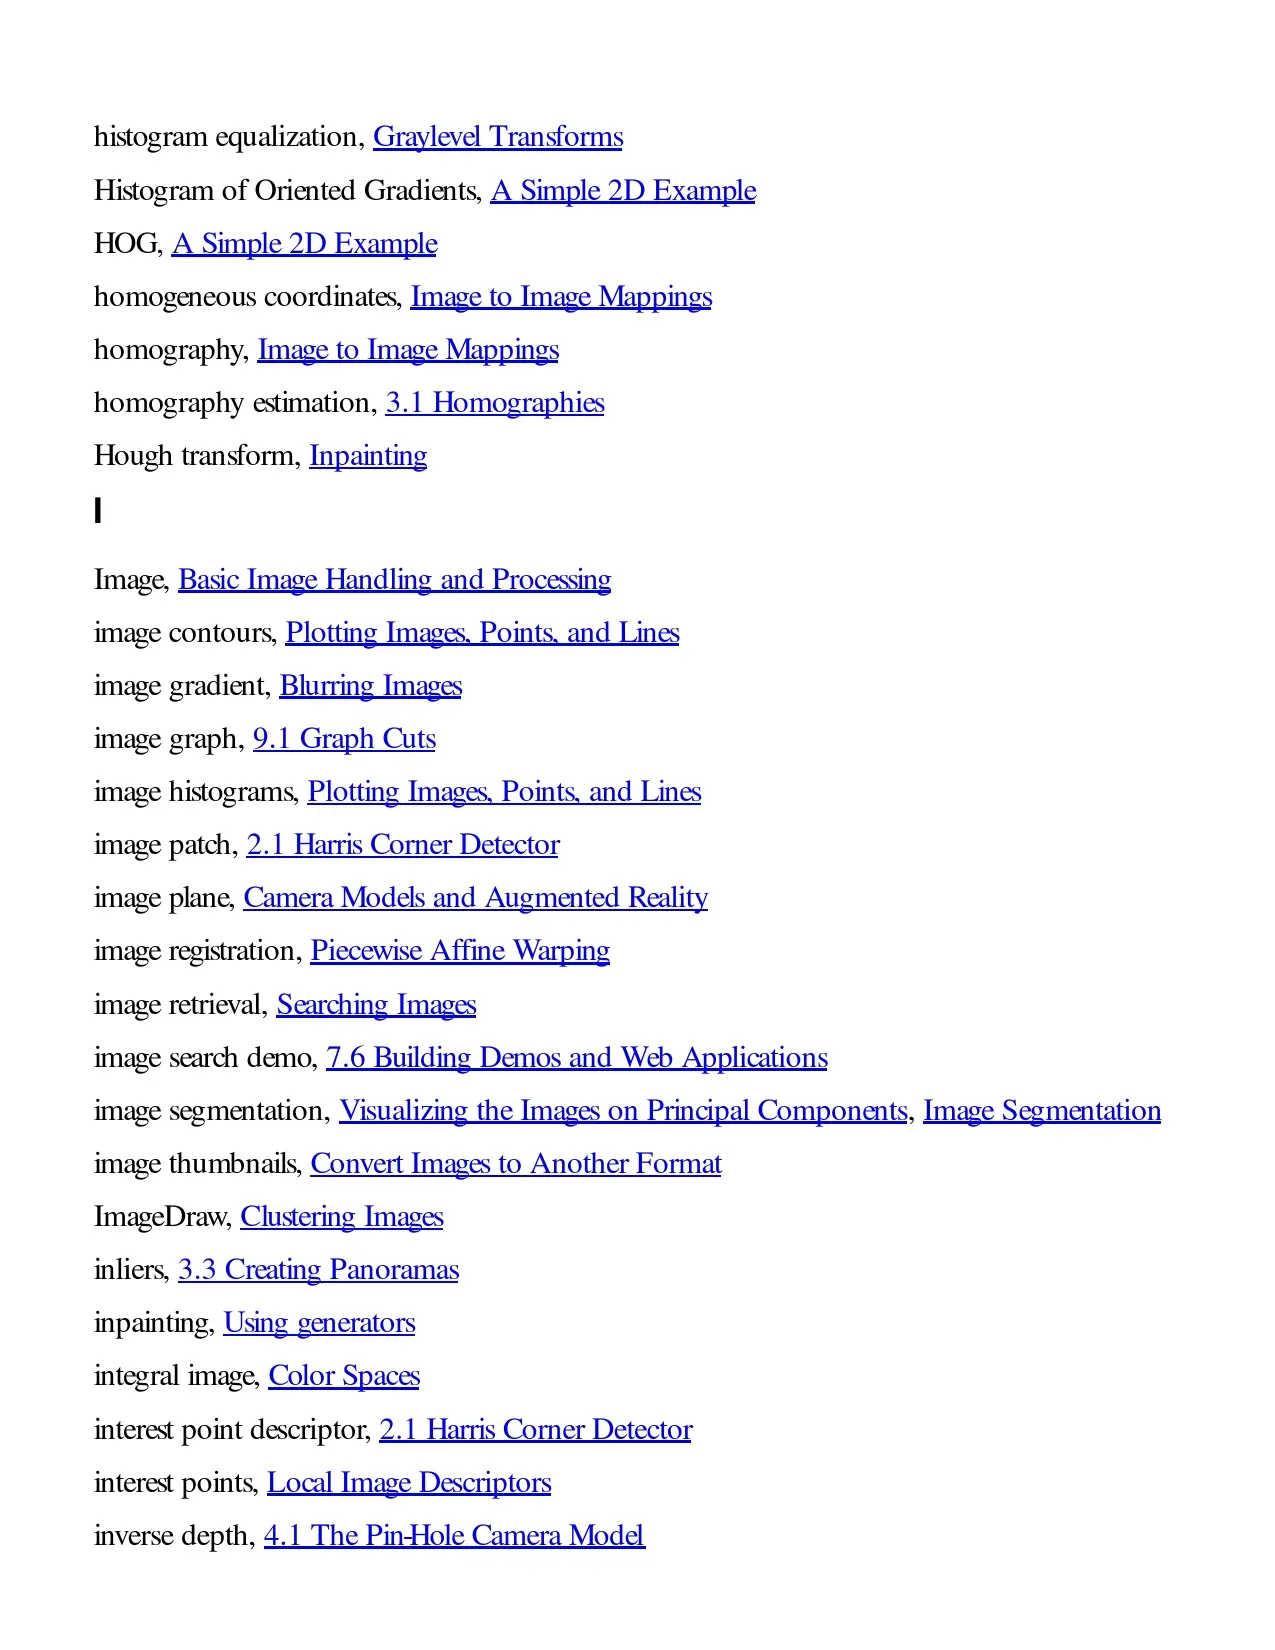 histogram equalization, Graylevel Transforms
Histogram of Oriented Gradients, A Simple 2D Example
HOG, A Simple 2D Example
homogeneous coordinates, Image to Image Mappings
homography, Image to Image Mappings
homography estimation, 3.1 Homographies
Hough transform, Inpainting
I
Image, Basic Image Handling and Processing
image contours, Plotting Images, Points, and Lines
image gradient, Blurring Images
image graph, 9.1 Graph Cuts
image histograms, Plotting Images, Points, and Lines
image patch, 2.1 Harris Corner Detector
image plane, Camera Models and Augmented Reality
image registration, Piecewise Affine Warping
image retrieval, Searching Images
image search demo, 7.6 Building Demos and Web Applications
image segmentation, Visualizing the Images on Principal Components, Image Segmentation
image thumbnails, Convert Images to Another Format
ImageDraw, Clustering Images
inliers, 3.3 Creating Panoramas
inpainting, Using generators
integral image, Color Spaces
interest point descriptor, 2.1 Harris Corner Detector
interest points, Local Image Descriptors
inverse depth, 4.1 The Pin-Hole Camera Model